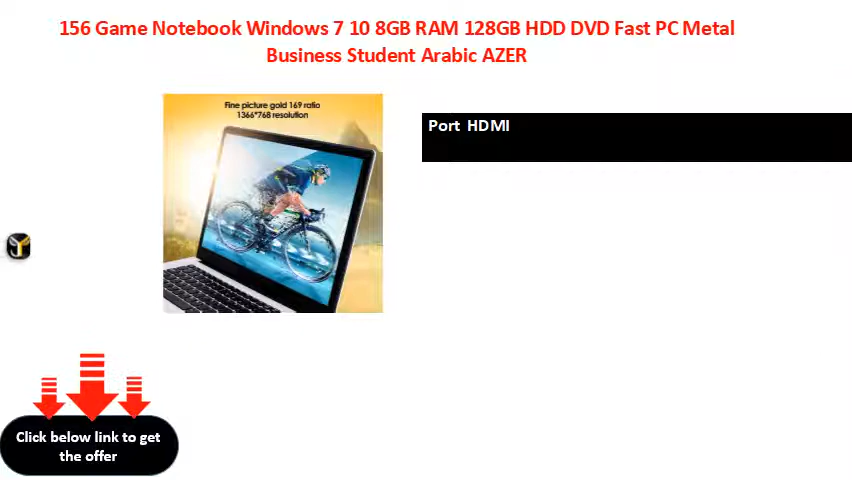 156 Game Notebook Windows 7 10 8GB RAM 128GB HDD DVD Fast PC Metal
Business Student Arabic AZER
Fine picture gold 169 ratio
1366*768 resolution
Port HDMI
Click below link to get
the offer